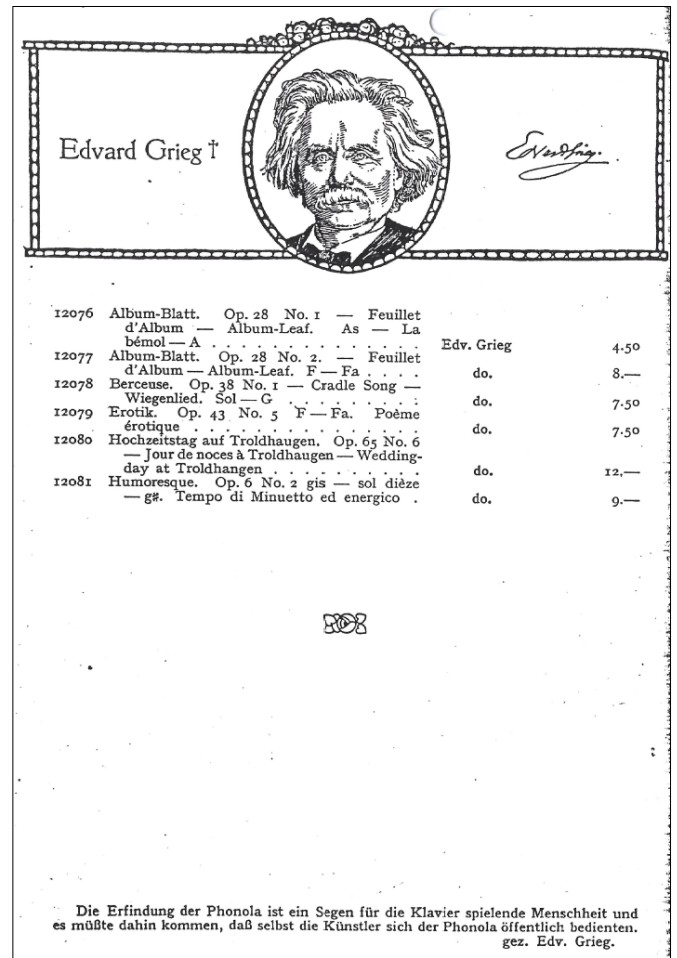 Edvard Grieg †
Edvard Grieg.
12076 Album-Blatt. Op. 28 No. 1 — Feuillet
d'Album — Album-Leaf. As — La
bémol — A . . . . . . . . . . . . . . Edv. Grieg 4.50
12077 Album-Blatt. Op. 28 No. 2. — Feuillet
d'Album — Album-Leaf. F — Fa . . . . do. 8.—
12078 Berceuse. Op. 38 No. 1 — Cradle Song —
Wiegenlied. Sol — G . . . . . . . . . do. 7.50
12079 Erotik. Op. 43 No. 5 F — Fa. Poème
érotique . . . . . . . . . . . . . . . do. 7.50
12080 Hochzeitstag auf Troldhaugen. Op. 65 No. 6
— Jour de noces à Troldhaugen — Wedding-
day at Troldhangen . . . . . . . . . . do. 12,—
12081 Humoresque. Op. 6 No. 2 gis — sol dièze
— g#. Tempo di Minuetto ed energico . do. 9.—
Die Erfindung der Phonola ist ein Segen für die Klavier spielende Menschheit und
es müßte dahin kommen, daß selbst die Künstler sich der Phonola öffentlich bedienten.
gez. Edv. Grieg.